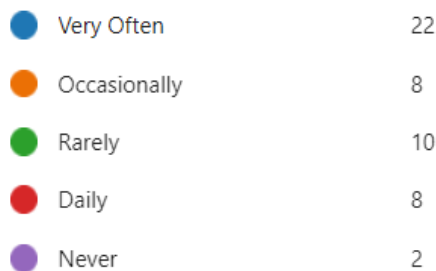 Very Often 22
Occasionally 8
Rarely 10
Daily 8
Never 2